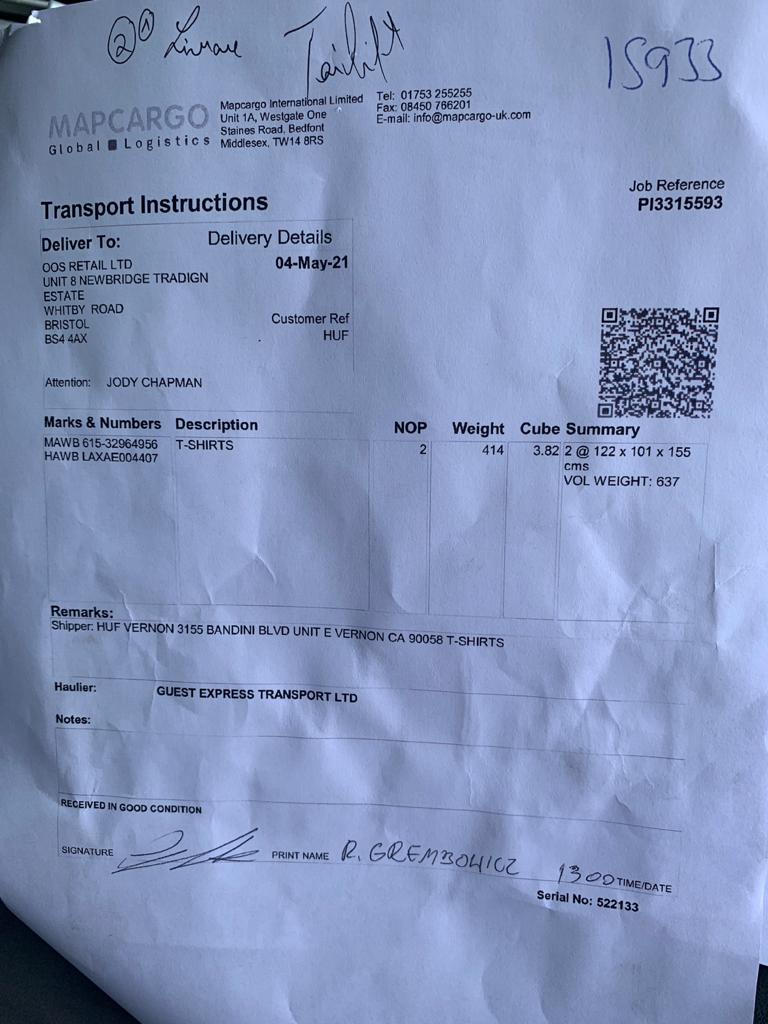 ② ①
Tailift
15933
MAPCARGO
Global Logistics
Mapcargo International Limited
Unit 1A, Westgate One
Staines Road, Bedfont
Middlesex, TW14 8RS
Tel: 01753 255255
Fax: 08450 766201
E-mail: info@mapcargo-uk.com
Job Reference
PI3315593
Transport Instructions
Deliver To:
OOS RETAIL LTD
UNIT 8 NEWBRIDGE TRADIGN
ESTATE
WHITBY ROAD
BRISTOL
BS4 4AX
Delivery Details
04-May-21
Customer Ref
HUF
Attention: JODY CHAPMAN
Marks & Numbers Description NOP Weight Cube Summary
MAWB 615-32964956 T-SHIRTS 2 414 3.82 2 @ 122 x 101 x 155
HAWB LAXAE004407 cms
VOL WEIGHT: 637
Remarks:
Shipper: HUF VERNON 3155 BANDINI BLVD UNIT E VERNON CA 90058 T-SHIRTS
Haulier: GUEST EXPRESS TRANSPORT LTD
Notes:
RECEIVED IN GOOD CONDITION
SIGNATURE PRINT NAME R. GREMBOWICZ 1300 TIME/DATE
Serial No: 522133